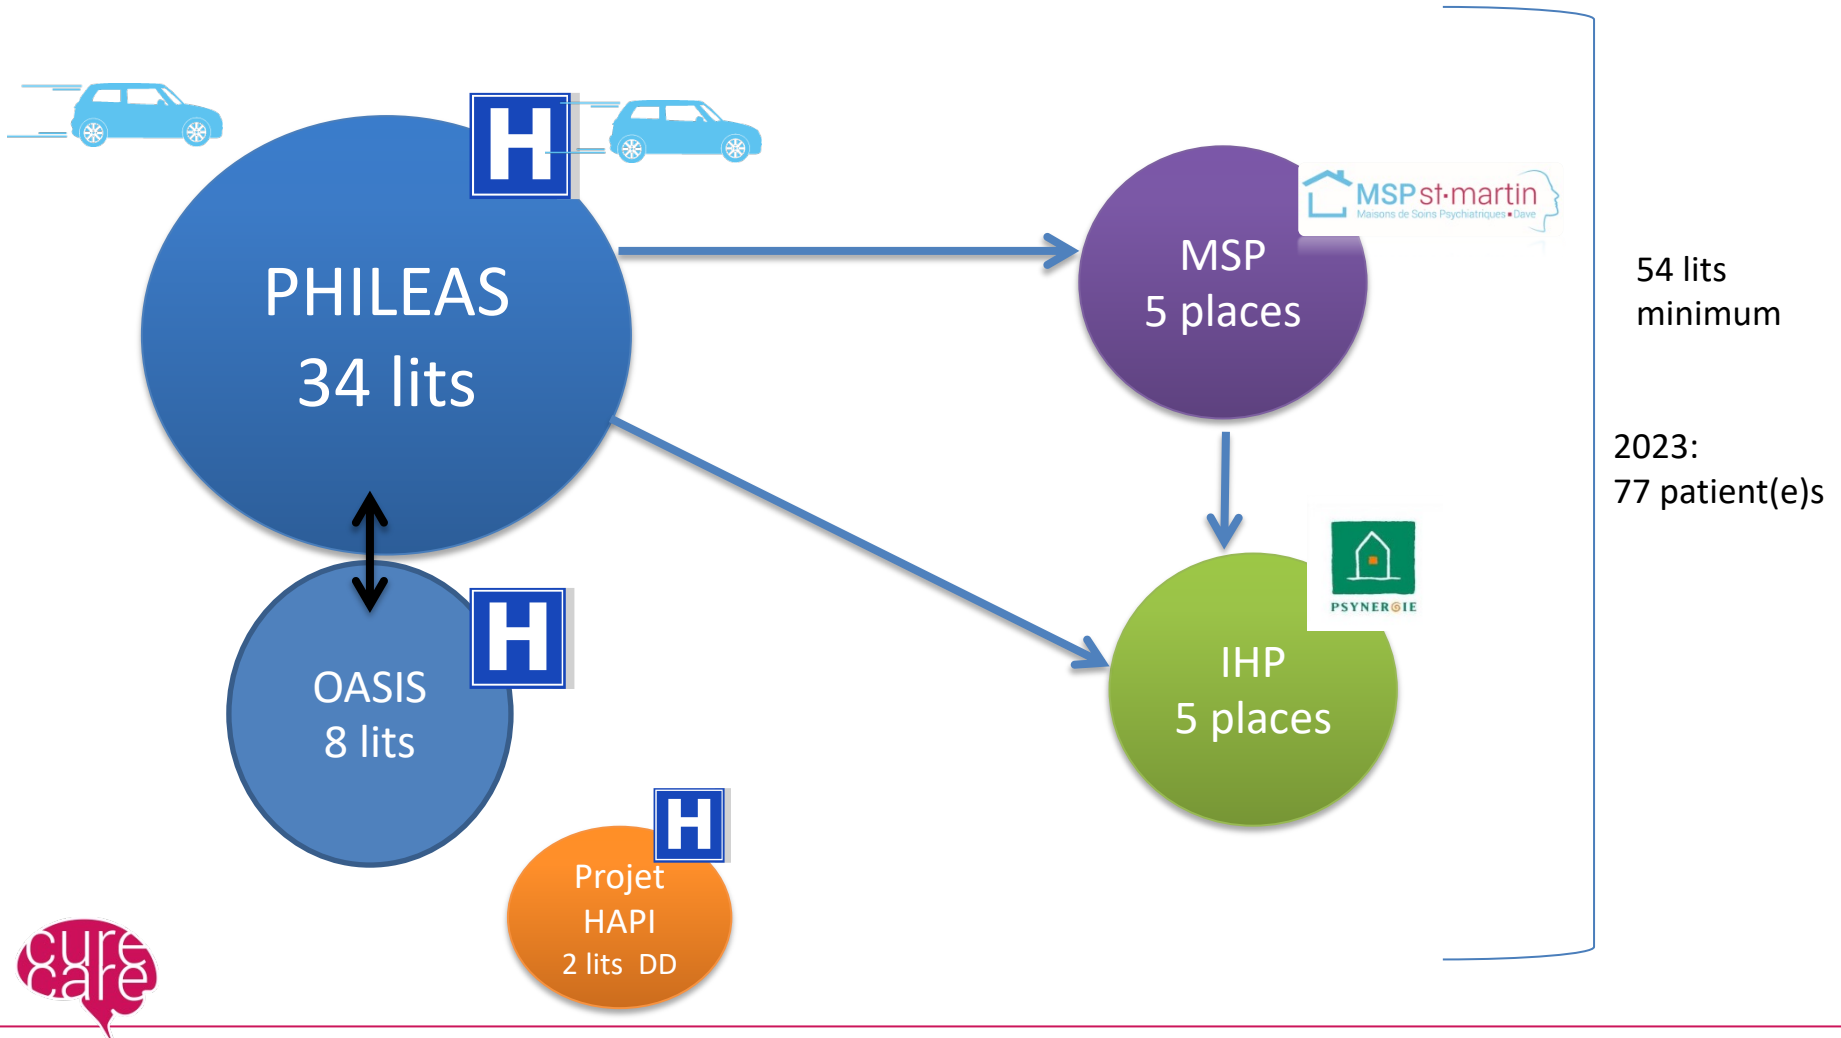 H
PHILEAS
34 lits
MSP
5 places
MSP st·martin
Maisons de Soins Psychiatriques • Dave
54 lits
minimum
2023:
77 patient(e)s
H
OASIS
8 lits
PSYNERGIE
IHP
5 places
H
Projet
HAPI
2 lits DD
cure
care